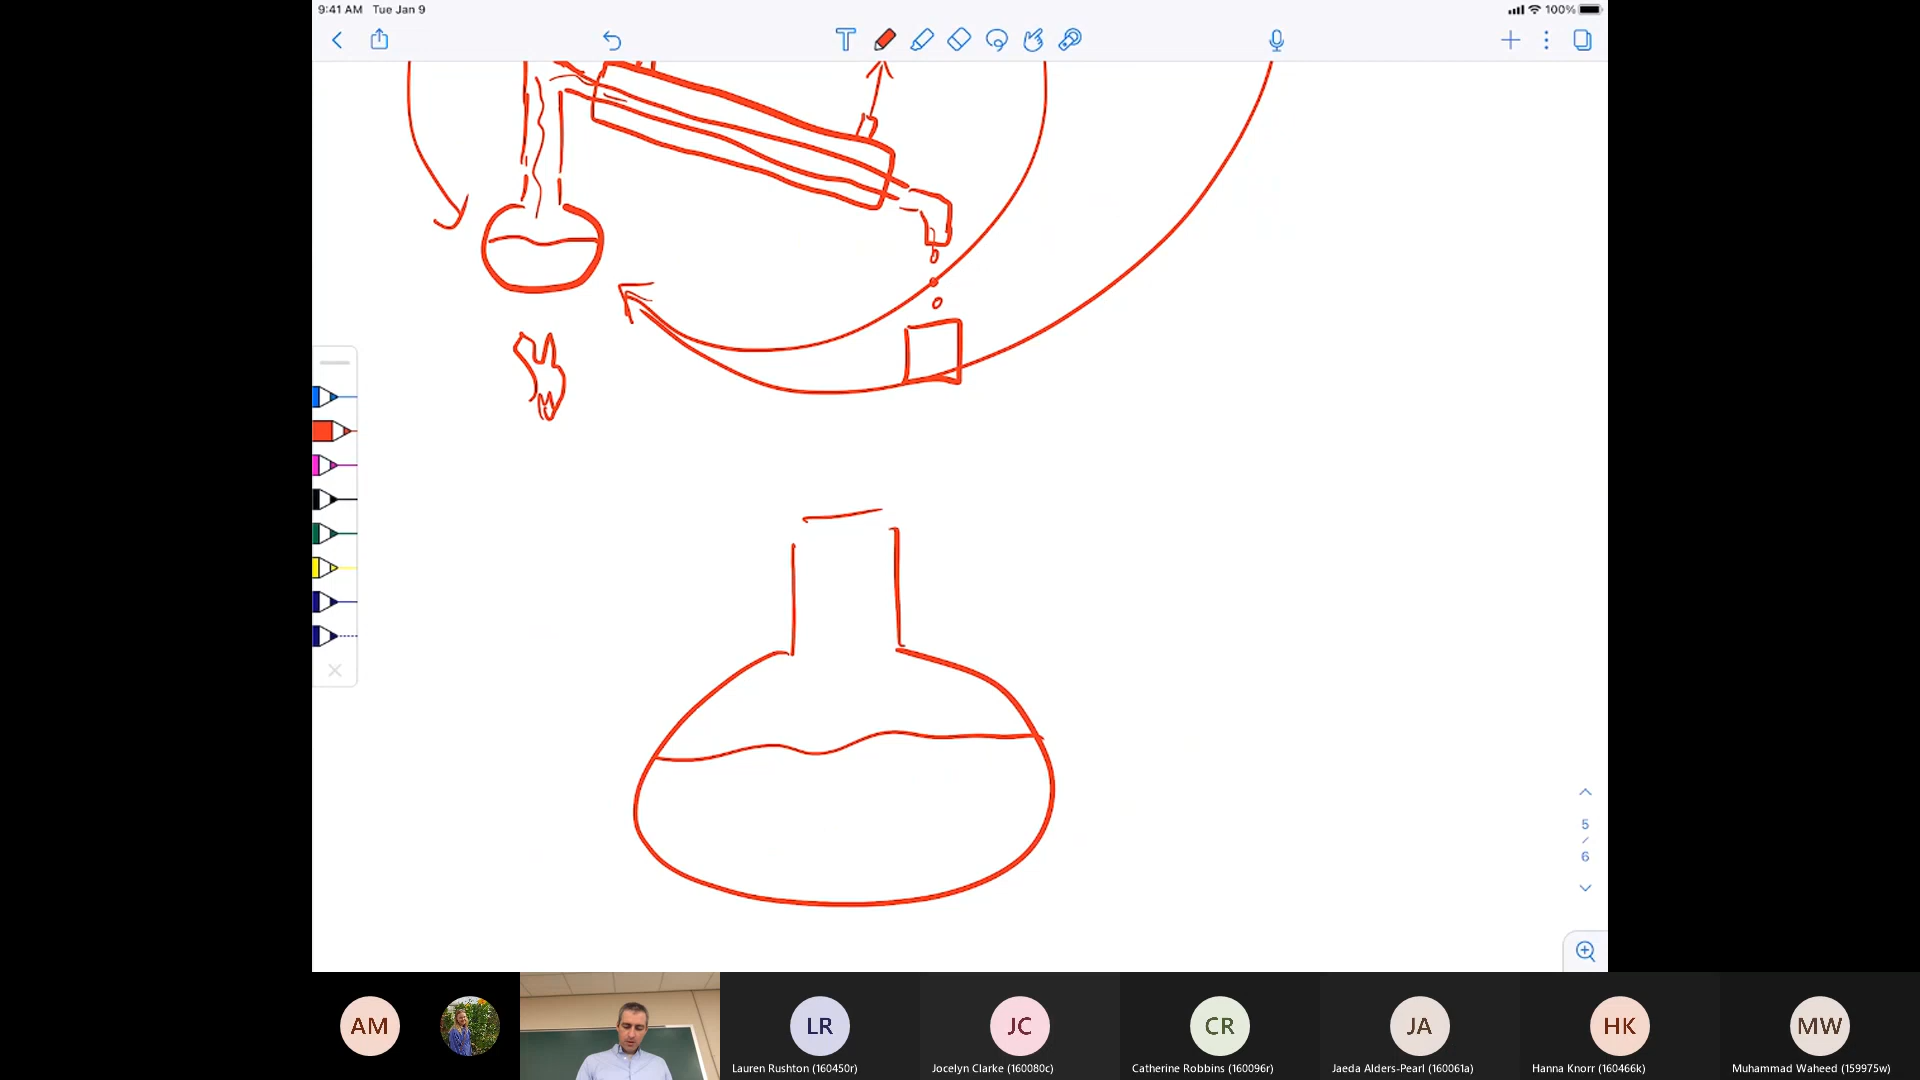 9:41 AM Tue Jan 9
100%
T
5
/
6
AM
LR
JC
CR
JA
HK
MW
Lauren Rushton (160450r)
Jocelyn Clarke (160080c)
Catherine Robbins (160096r)
Jaeda Alders-Pearl (160061a)
Hanna Knorr (160466k)
Muhammad Waheed (159975w)